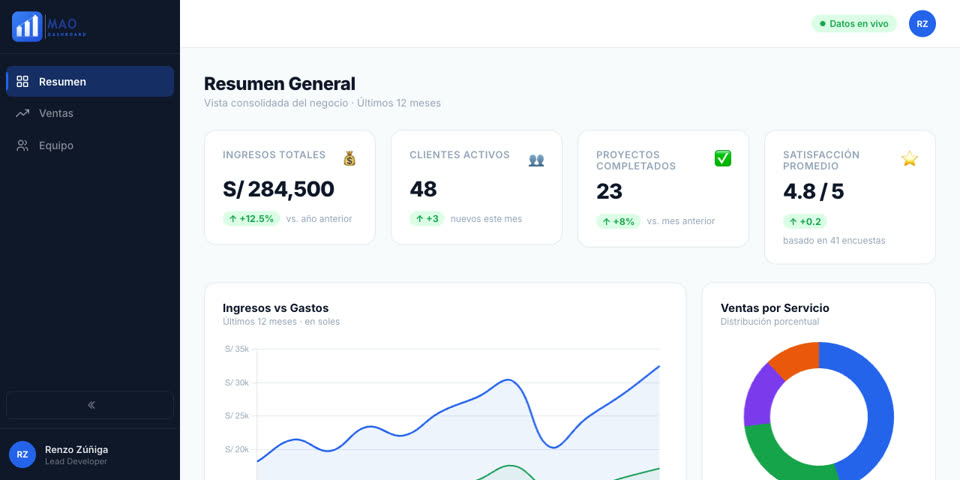 MAO
DASHBOARD
Resumen
Ventas
Equipo
RZ
Renzo Zúñiga
Lead Developer
Datos en vivo
RZ
Resumen General
Vista consolidada del negocio · Últimos 12 meses
INGRESOS TOTALES
S/ 284,500
↑ +12.5% vs. año anterior
CLIENTES ACTIVOS
48
↑ +3 nuevos este mes
PROYECTOS
COMPLETADOS
23
↑ +8% vs. mes anterior
SATISFACCIÓN
PROMEDIO
4.8 / 5
↑ +0.2
basado en 41 encuestas
Ingresos vs Gastos
Últimos 12 meses · en soles
S/ 35k
S/ 30k
S/ 25k
S/ 20k
Ventas por Servicio
Distribución porcentual